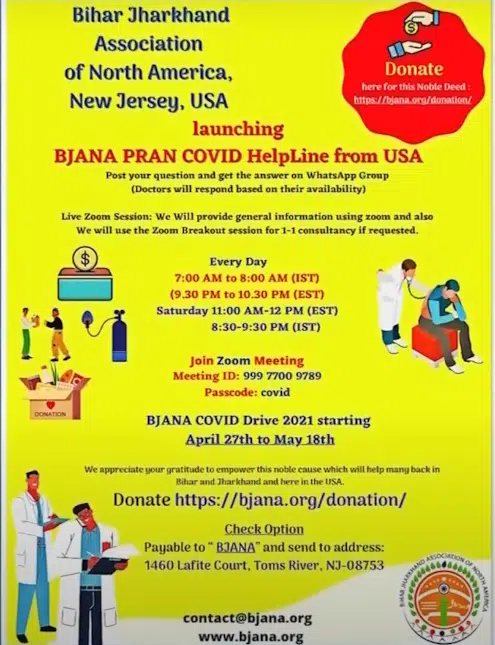 Bihar Jharkhand
Association
of North America,
New Jersey, USA
Donate
here for this Noble Deed :
https://bjana.org/donation/
launching
BJANA PRAN COVID HelpLine from USA
Post your question and get the answer on WhatsApp Group
(Doctors will respond based on their availability)
Live Zoom Session: We Will provide general information using zoom and also
We will use the Zoom Breakout session for 1-1 consultancy if requested.
Every Day
7:00 AM to 8:00 AM (IST)
(9.30 PM to 10.30 PM (EST)
Saturday 11:00 AM-12 PM (EST)
8:30-9:30 PM (IST)
Join Zoom Meeting
Meeting ID: 999 7700 9789
Passcode: covid
DONATION
BJANA COVID Drive 2021 starting
April 27th to May 18th
We appreciate your gratitude to empower this noble cause which will help many back in
Bihar and Jharkhand and here in the USA.
Donate https://bjana.org/donation/
Check Option
Payable to “ BJANA” and send to address:
1460 Lafite Court, Toms River, NJ-08753
BIHAR JHARKHAND ASSOCIATION OF NORTH AMERICA
contact@bjana.org
www.bjana.org